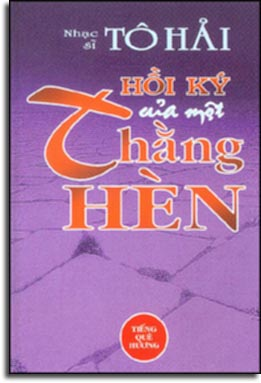 Nhạc sĩ TÔ HẢI
HỒI KÝ
của một
Thằng
HÈN
TIẾNG
QUÊ
HƯƠNG